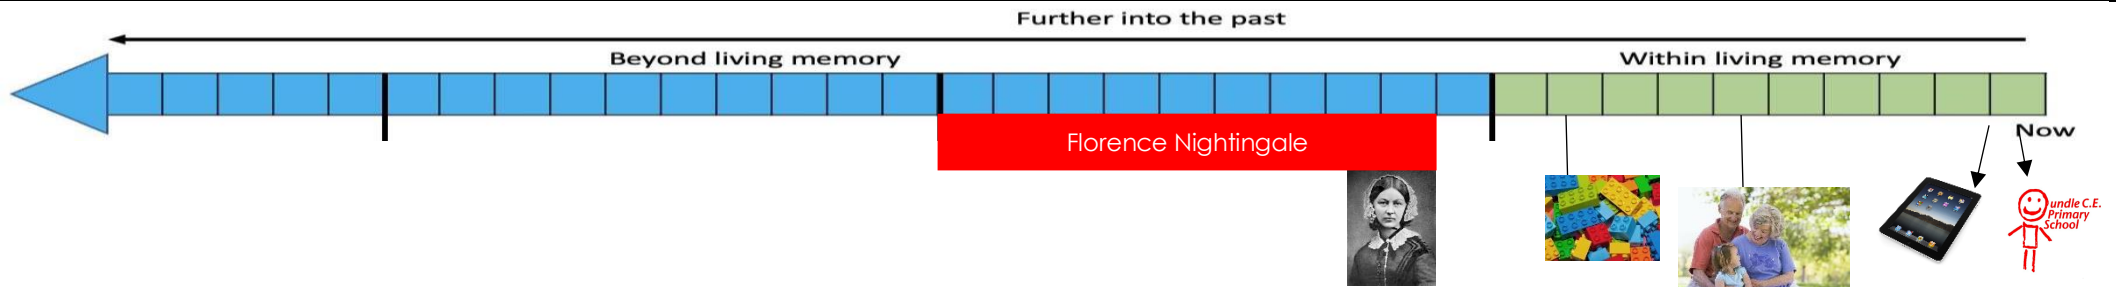 Further into the past
Beyond living memory
Within living memory
Now
Florence Nightingale
undle C.E.
Primary
School